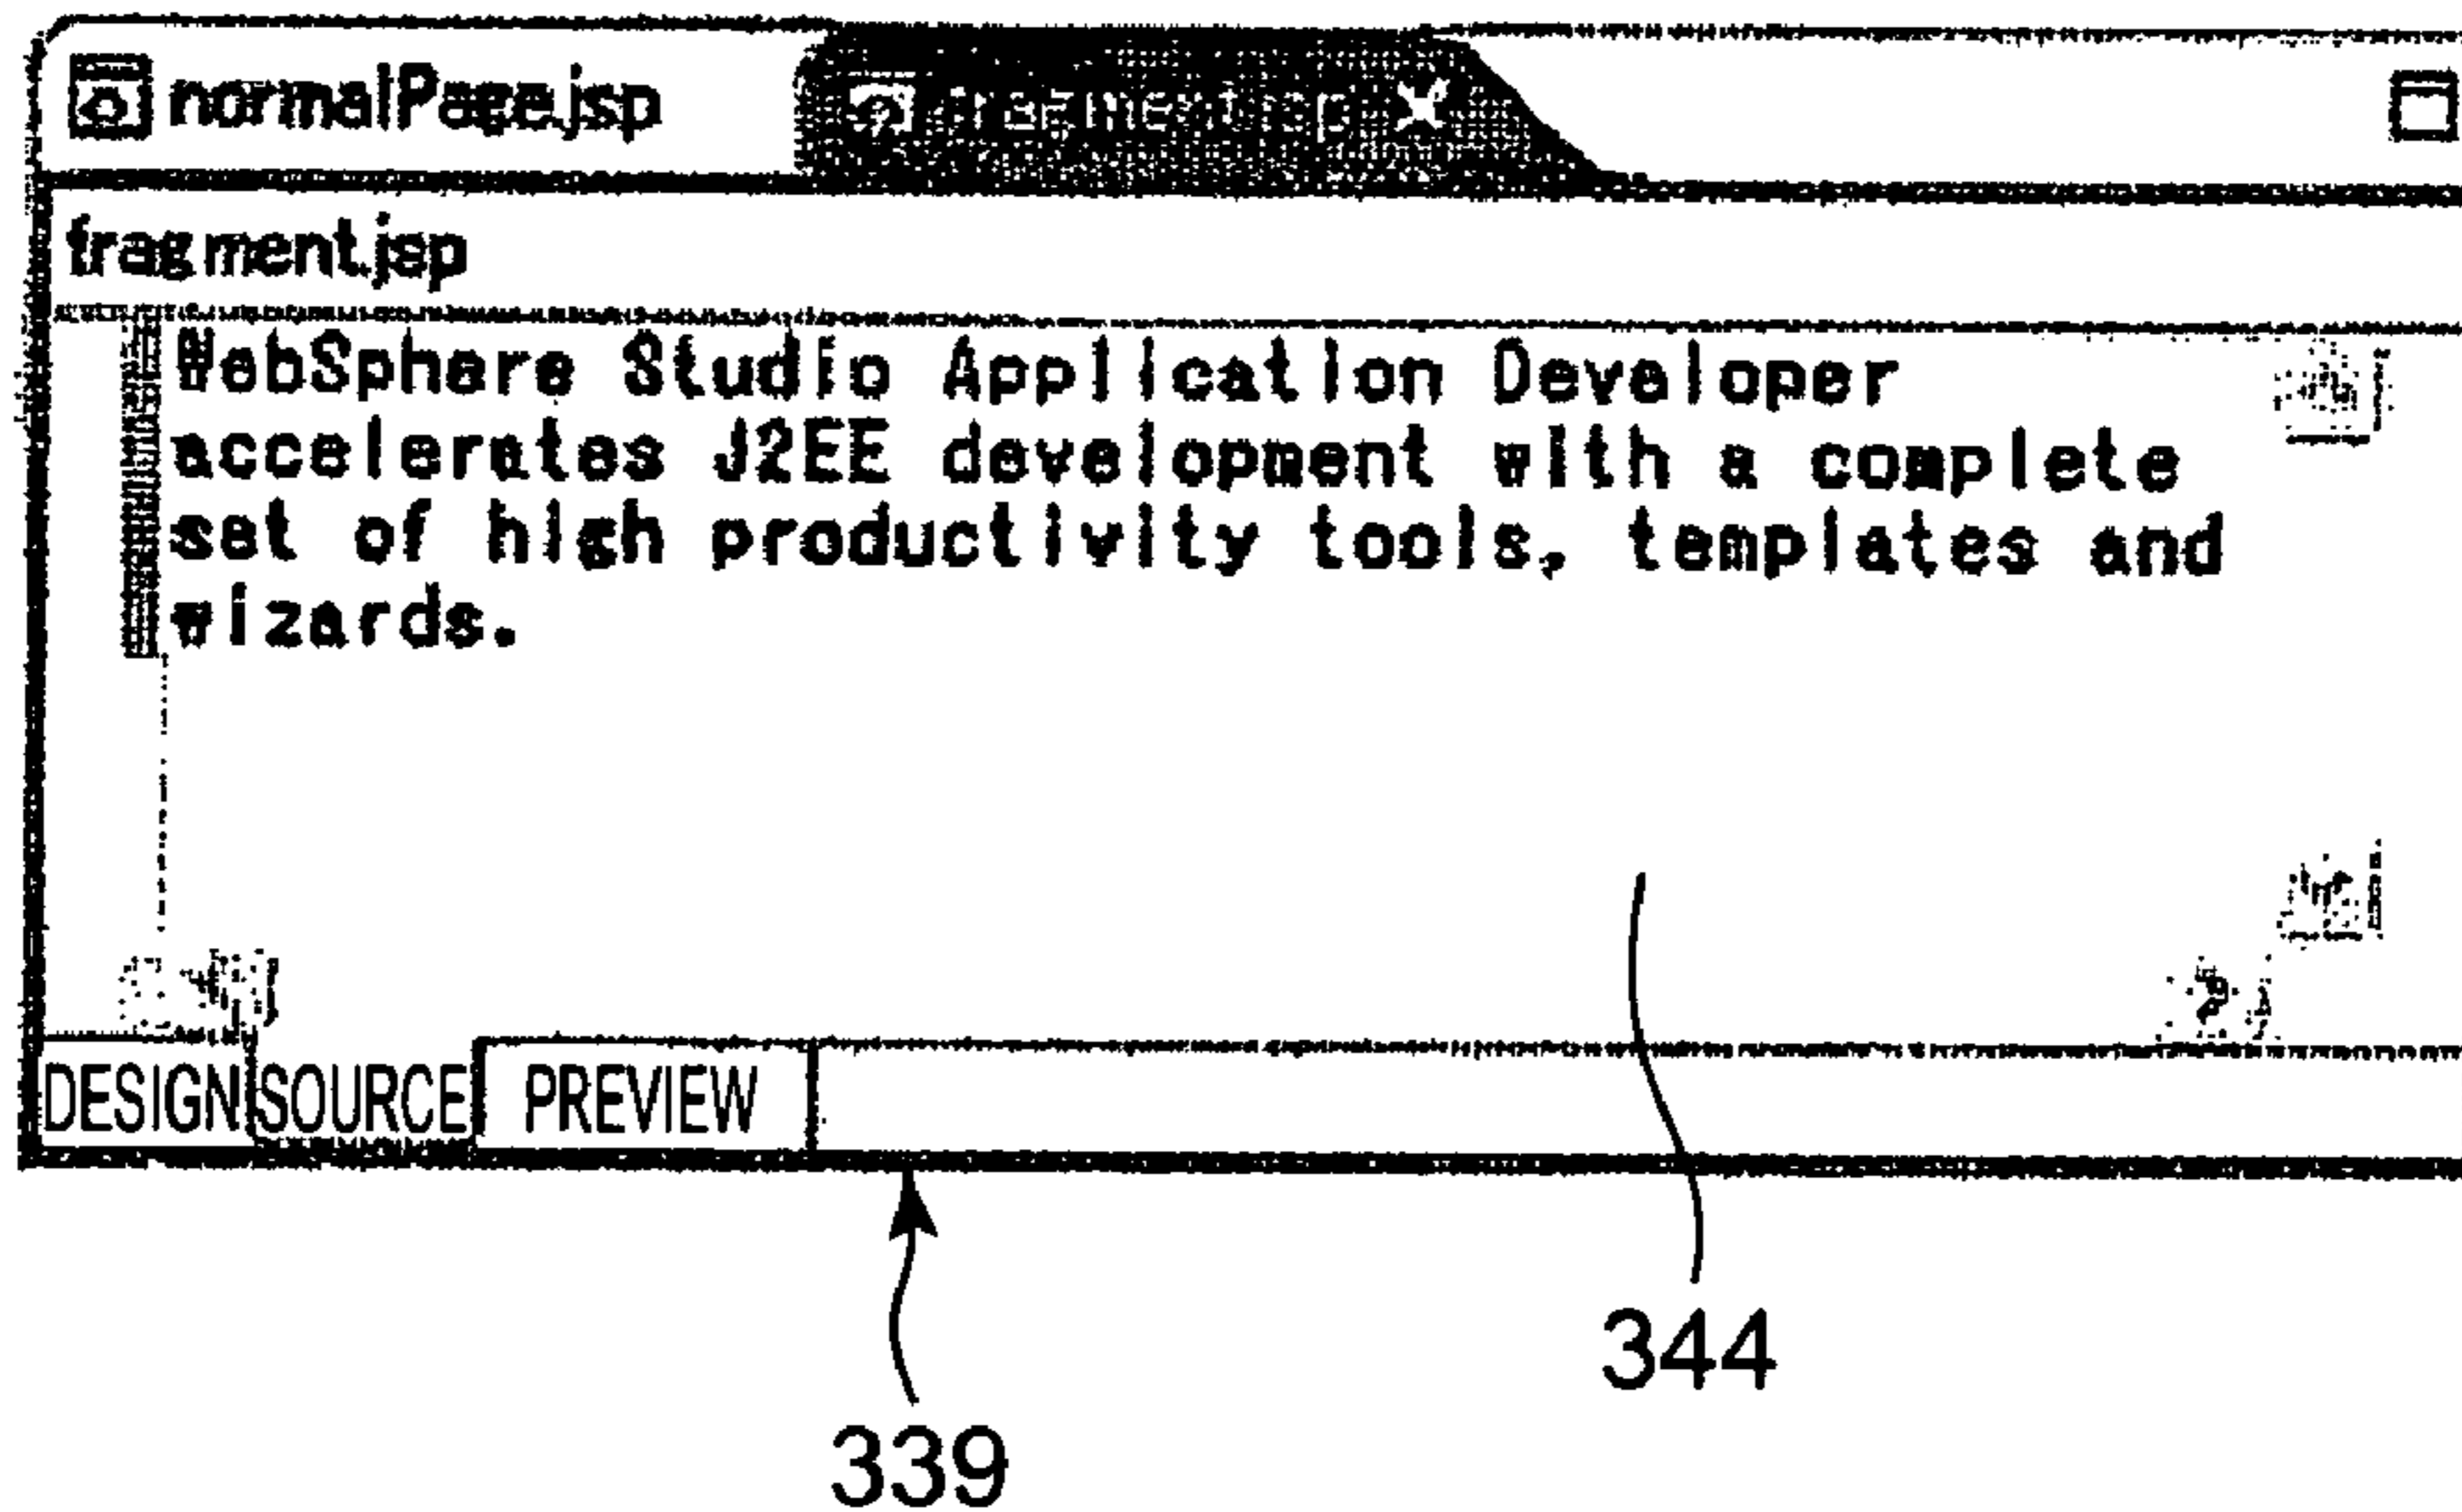 normalPage.jsp
fragment.jsp
WebSphere Studio Application Developer
accelerates J2EE development with a complete
set of high productivity tools, templates and
wizards.
DESIGN SOURCE PREVIEW
344
339